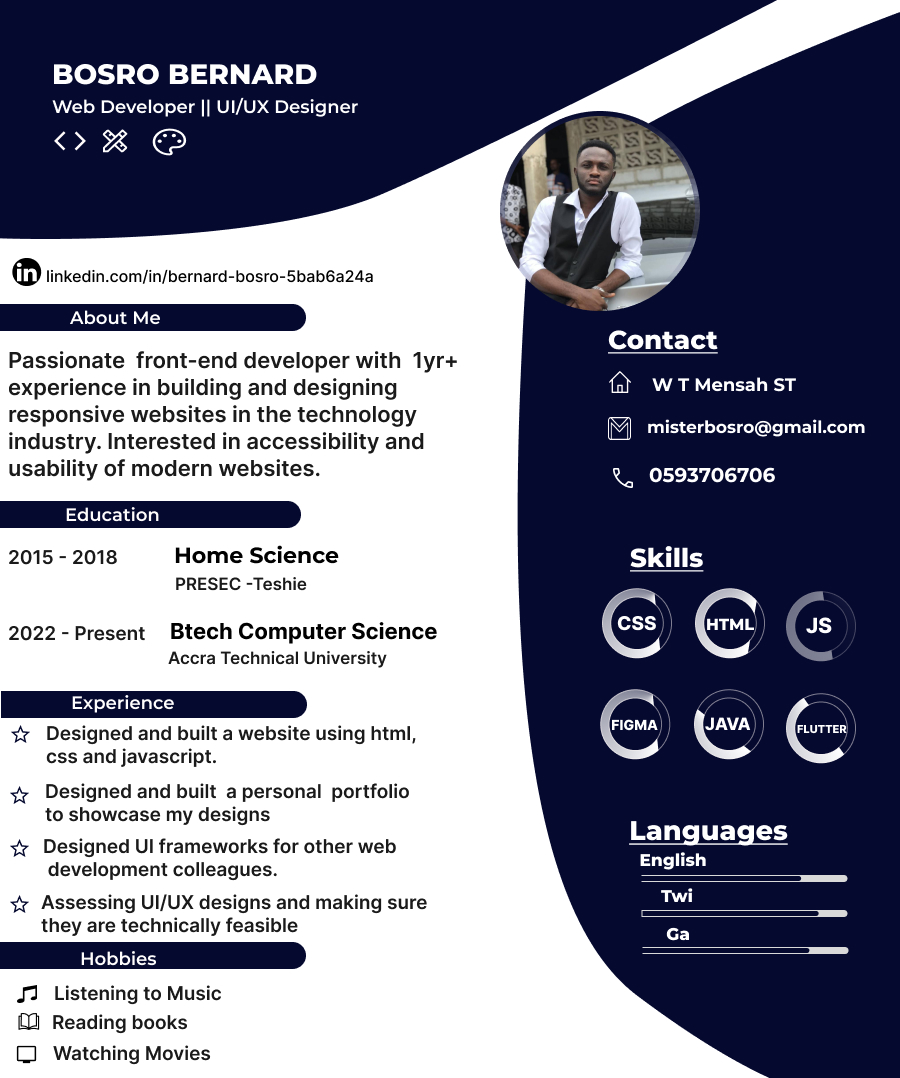 BOSRO BERNARD
Web Developer || UI/UX Designer
linkedin.com/in/bernard-bosro-5bab6a24a
About Me
Passionate front-end developer with 1yr+
experience in building and designing
responsive websites in the technology
industry. Interested in accessibility and
usability of modern websites.
Education
2015 - 2018 Home Science
PRESEC -Teshie
2022 - Present Btech Computer Science
Accra Technical University
Experience
Designed and built a website using html,
css and javascript.
Designed and built a personal portfolio
to showcase my designs
Designed UI frameworks for other web
development colleagues.
Assessing UI/UX designs and making sure
they are technically feasible
Hobbies
Listening to Music
Reading books
Watching Movies
Contact
W T Mensah ST
misterbosro@gmail.com
0593706706
Skills
CSS HTML JS
FIGMA JAVA FLUTTER
Languages
English
Twi
Ga